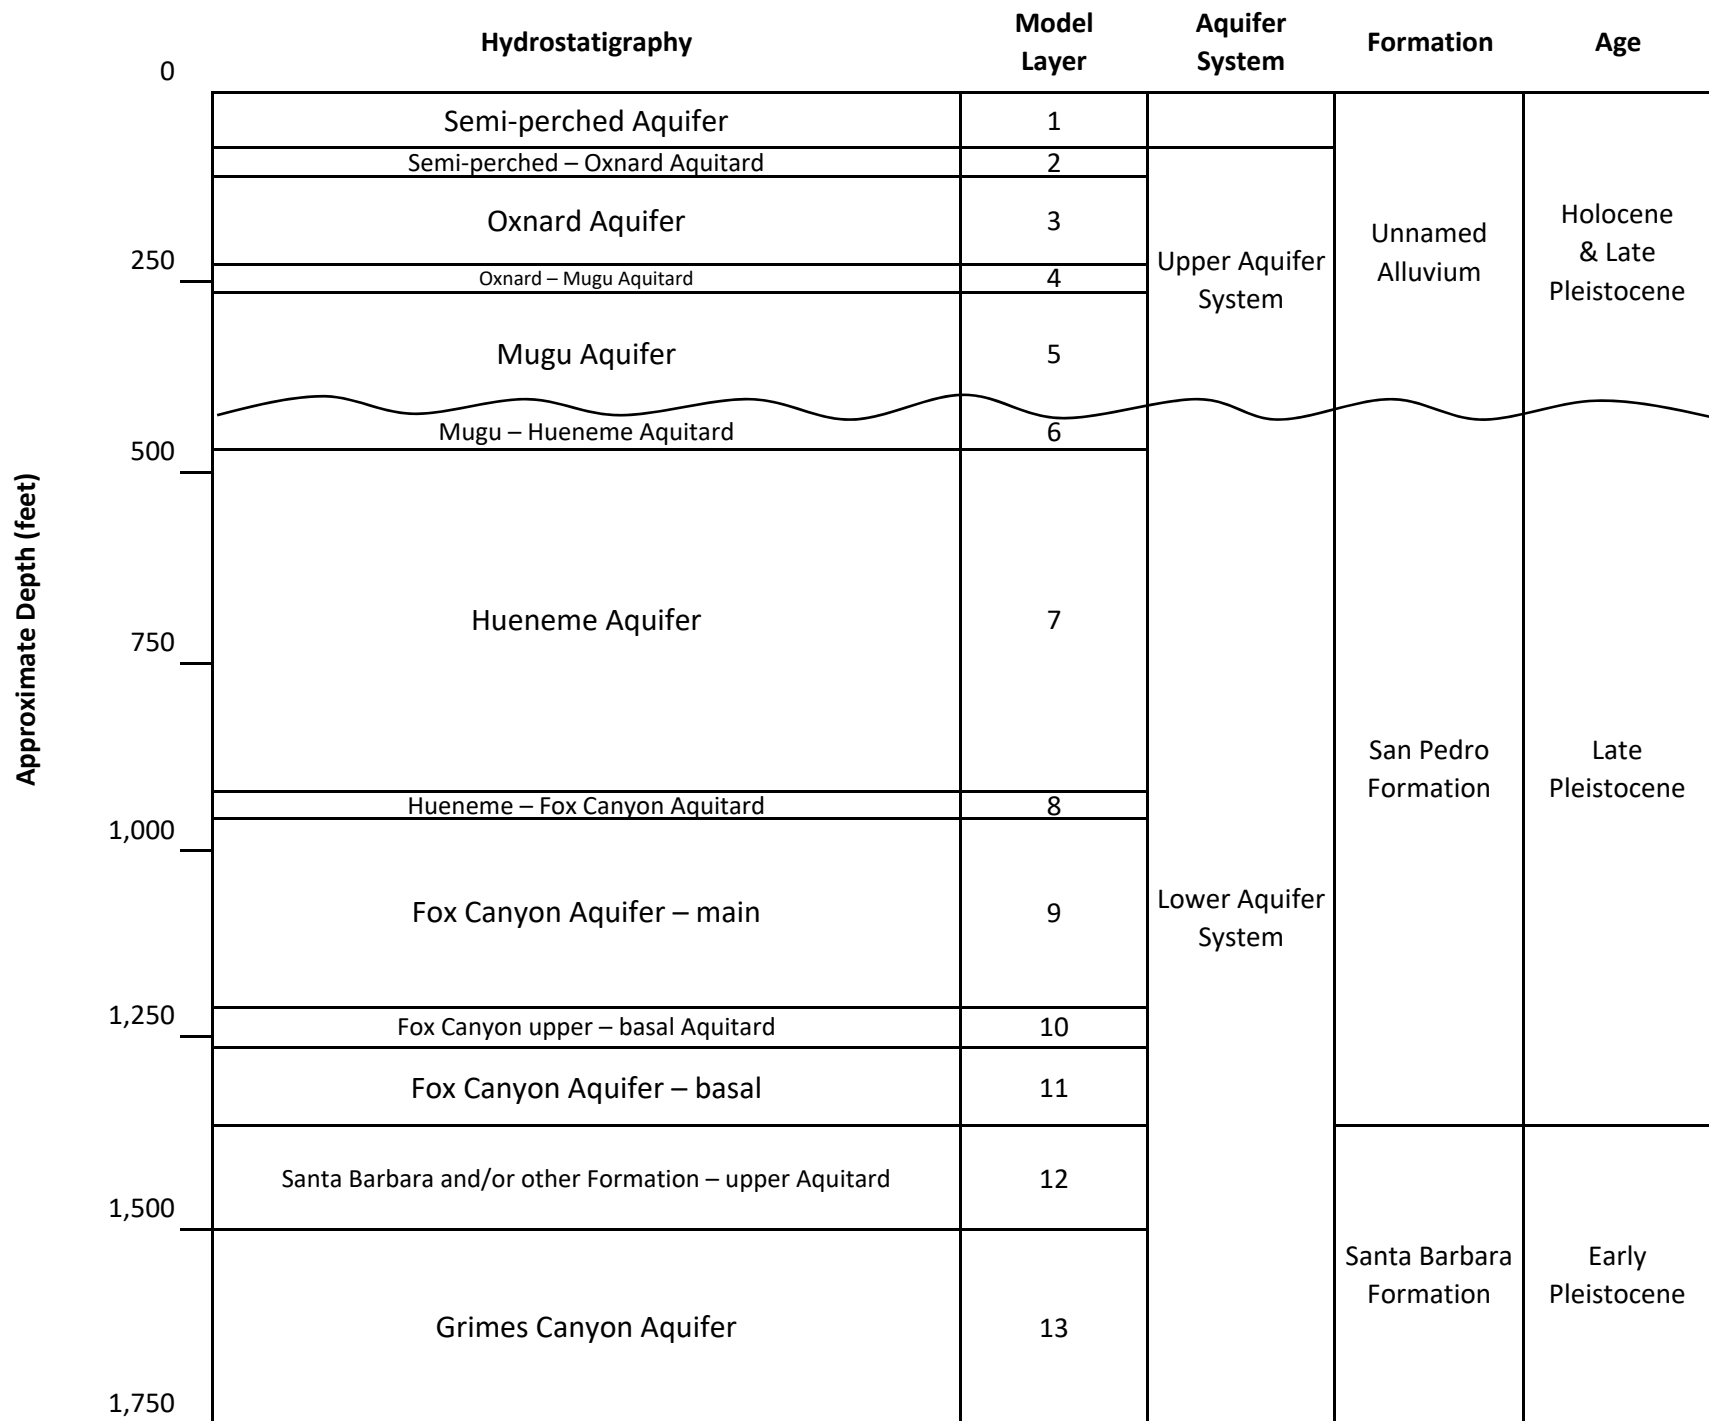 Hydrostatigraphy
Model
Layer
Aquifer
System
Formation
Age
Approximate Depth (feet)
0
250
500
750
1,000
1,250
1,500
1,750
Semi-perched Aquifer
1
Semi-perched – Oxnard Aquitard
2
Oxnard Aquifer
3
Oxnard – Mugu Aquitard
4
Mugu Aquifer
5
Mugu – Hueneme Aquitard
6
Hueneme Aquifer
7
Hueneme – Fox Canyon Aquitard
8
Fox Canyon Aquifer – main
9
Fox Canyon upper – basal Aquitard
10
Fox Canyon Aquifer – basal
11
Santa Barbara and/or other Formation – upper Aquitard
12
Grimes Canyon Aquifer
13
Upper Aquifer
System
Lower Aquifer
System
Unnamed
Alluvium
San Pedro
Formation
Santa Barbara
Formation
Holocene
& Late
Pleistocene
Late
Pleistocene
Early
Pleistocene